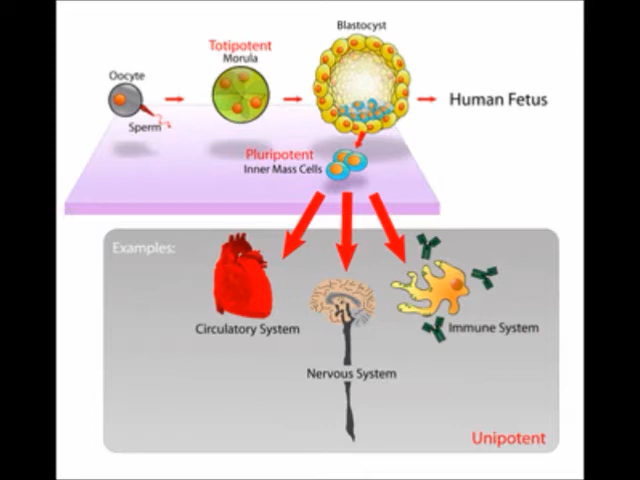 Blastocyst
Totipotent
Morula
Oocyte
Human Fetus
Sperm
Pluripotent
Inner Mass Cells
Examples:
Circulatory System
Immune System
Nervous System
Unipotent